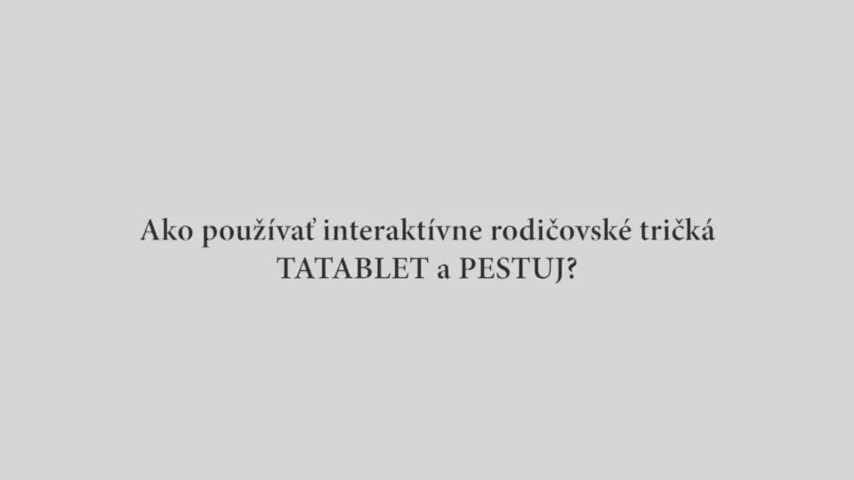 Ako používať interaktívne rodičovské tričká
TATABLET a PESTUJ?